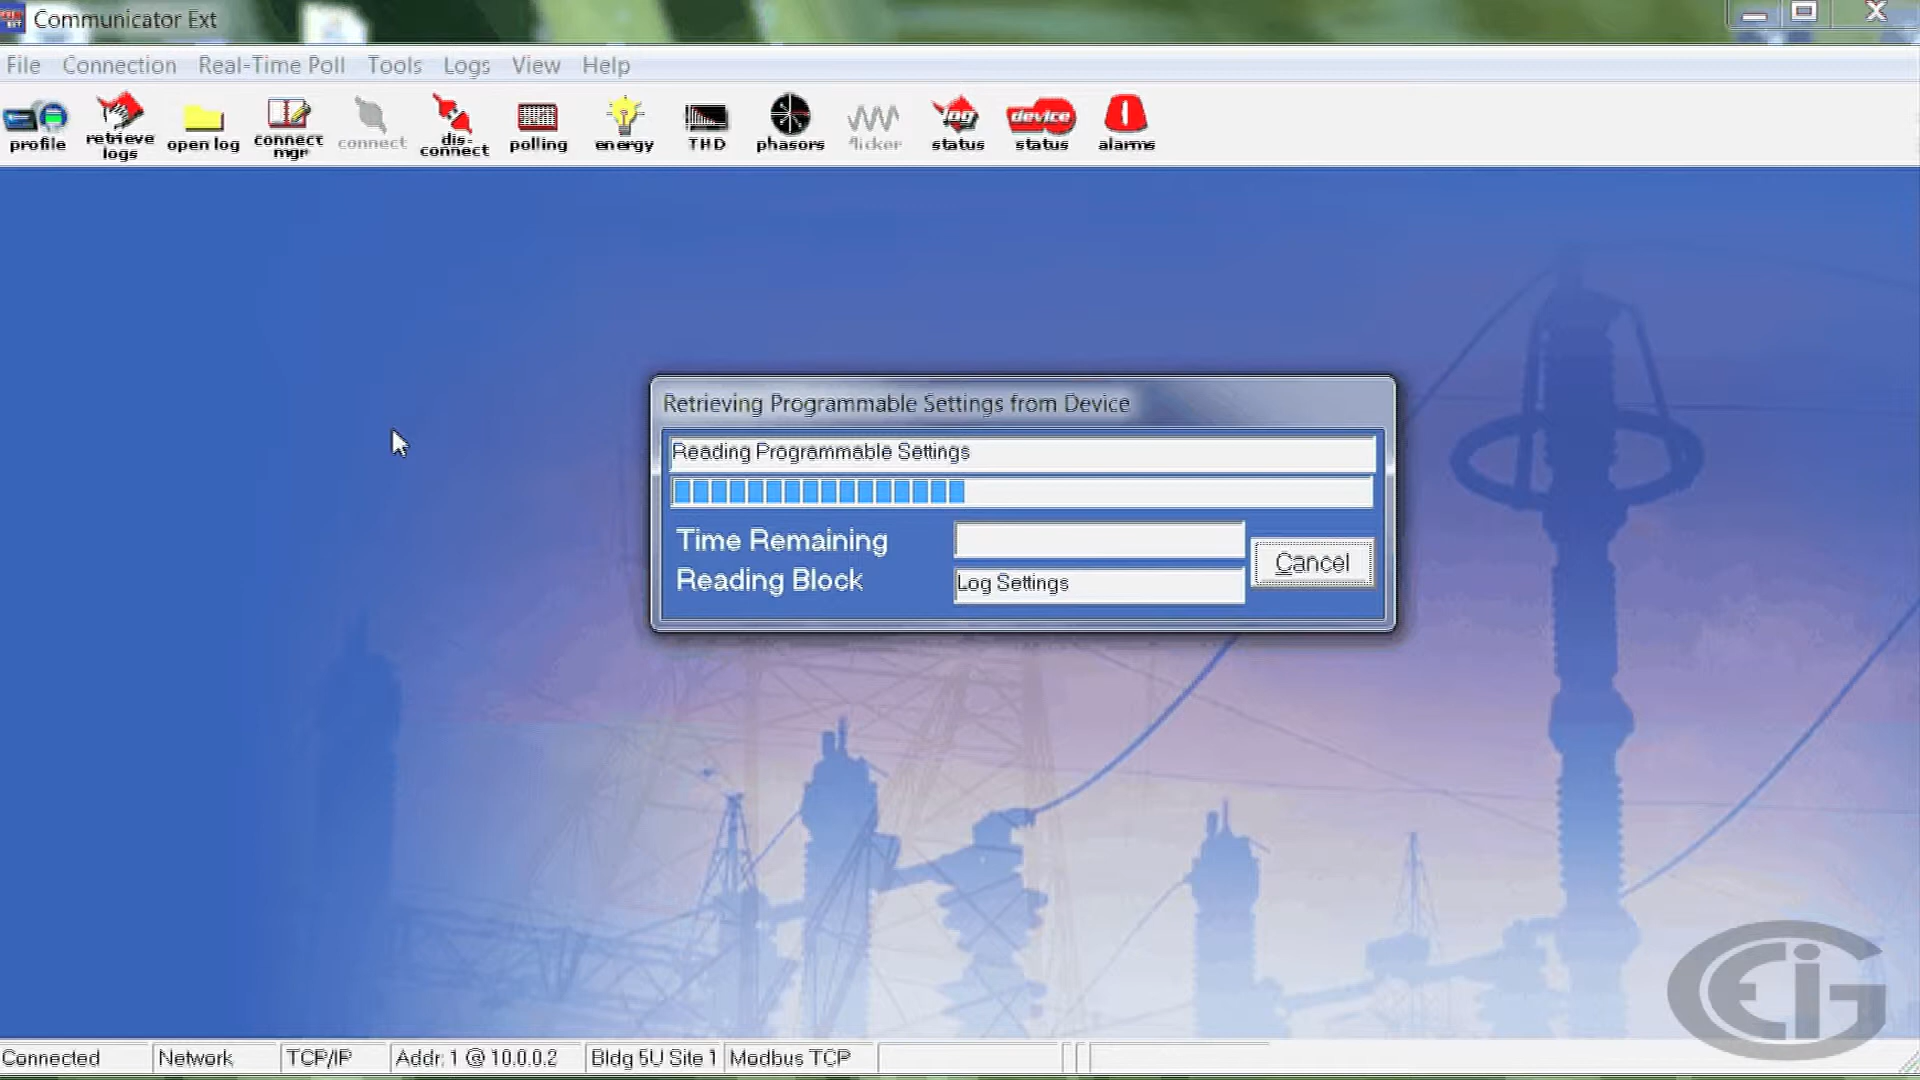 Communicator Ext
File Connection Real-Time Poll Tools Logs View Help
profile
retrieve logs
open log
connect mgr
connect
dis-connect
polling
energy
THD
phasors
flicker
log status
device status
alarms
Retrieving Programmable Settings from Device
Reading Programmable Settings
Time Remaining
Reading Block Log Settings
Cancel
EIG
Connected Network TCP/IP Addr: 1 @ 10.0.0.2 Bldg 5U Site 1 Modbus TCP